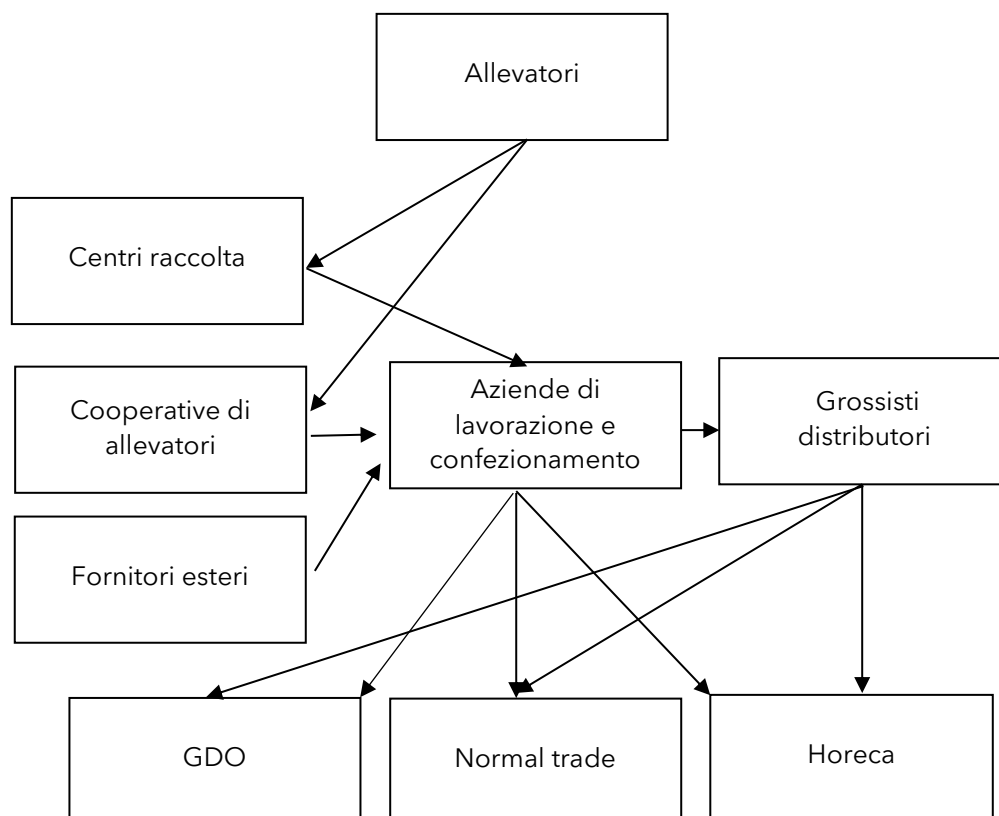 Allevatori
Centri raccolta
Cooperative di
allevatori
Aziende di
lavorazione e
confezionamento
Grossisti
distributori
Fornitori esteri
GDO
Normal trade
Horeca